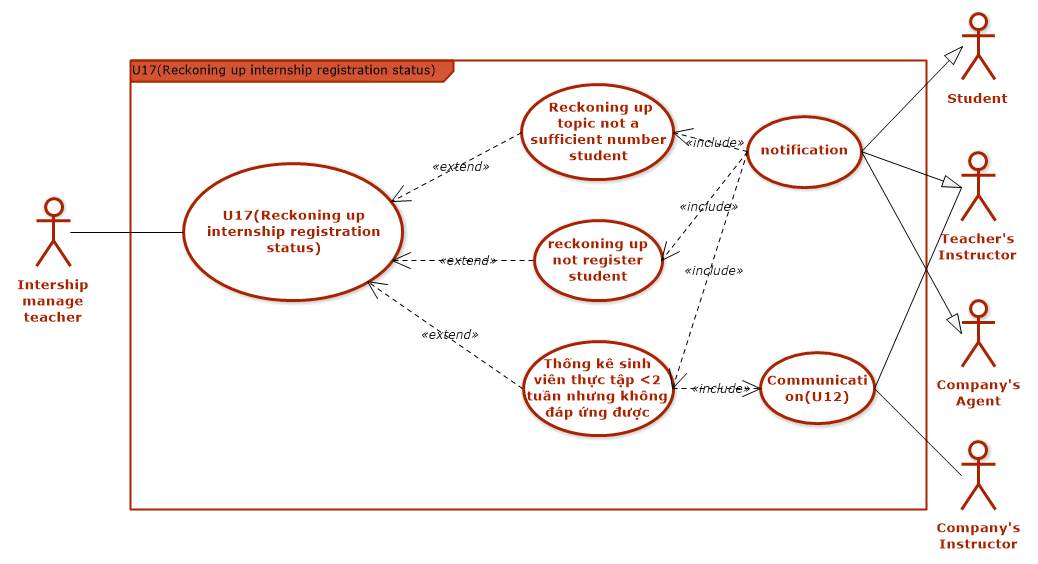 U17(Reckoning up internship registration status)
Student
Reckoning up
topic not a
sufficient number
student
«include»
notification
«extend»
U17(Reckoning up
internship registration
status)
«include»
Teacher's
Instructor
reckoning up
not register
student
«extend»
«include»
Intership
manage
teacher
«extend»
Thống kê sinh
viên thực tập <2
tuần nhưng không
đáp ứng được
«include»
Communicati
on(U12)
Company's
Agent
Company's
Instructor